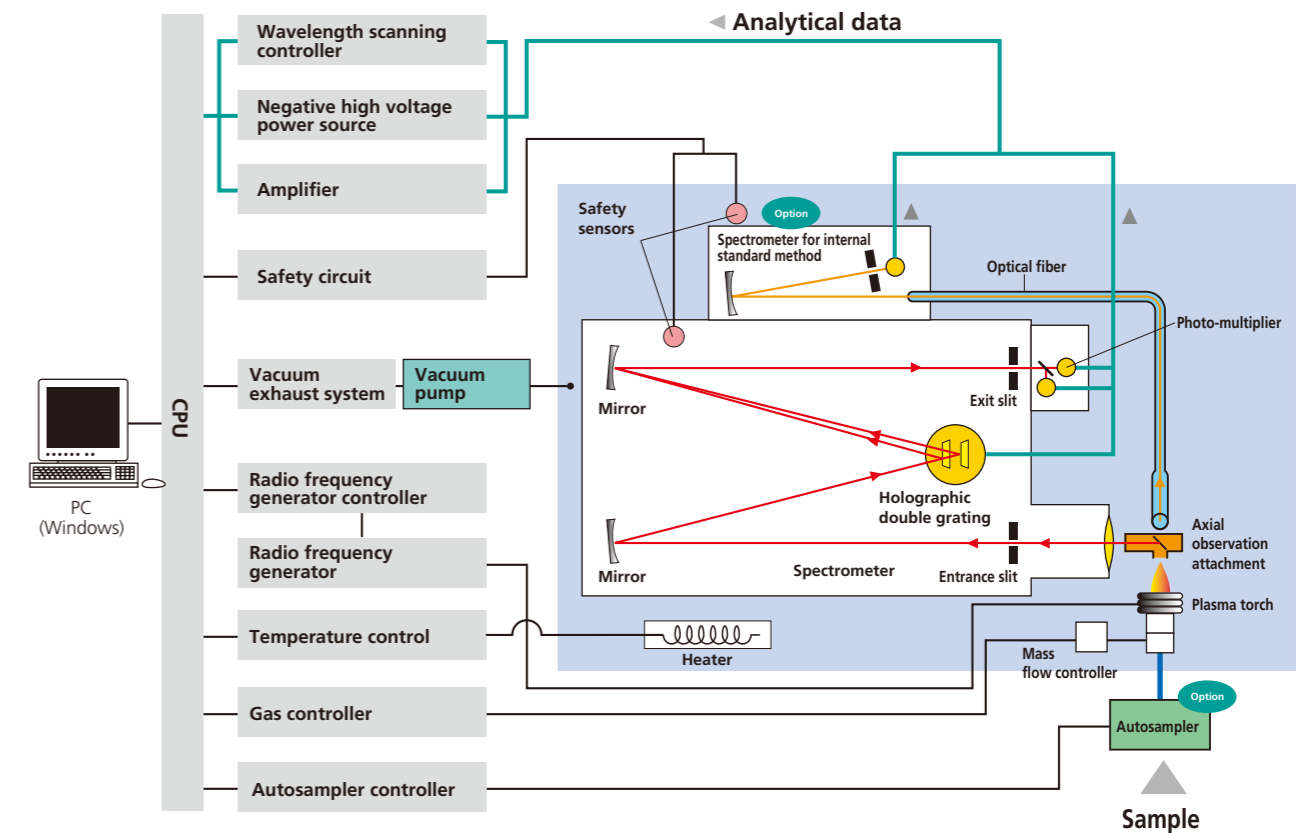 Analytical data
Wavelength scanning
controller
Negative high voltage
power source
Amplifier
Safety circuit
Vacuum
exhaust system
Vacuum
pump
Radio frequency
generator controller
Radio frequency
generator
Temperature control
Gas controller
Autosampler controller
CPU
PC
(Windows)
Safety
sensors
Option
Spectrometer for internal
standard method
Optical fiber
Photo-multiplier
Mirror
Exit slit
Holographic
double grating
Mirror
Spectrometer
Entrance slit
Axial
observation
attachment
Plasma torch
Heater
Mass
flow controller
Option
Autosampler
Sample